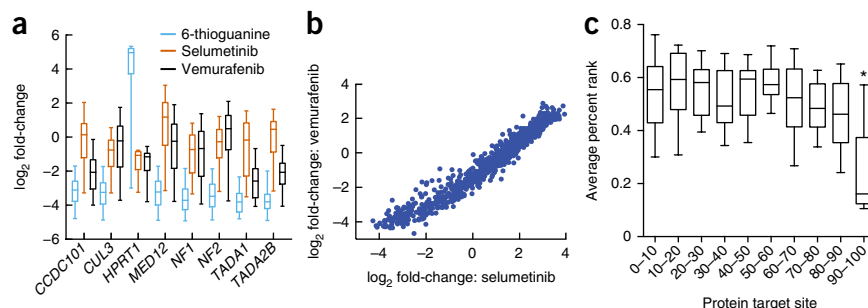 a
6-thioguanine
Selumetinib
Vemurafenib
log2 fold-change
6
4
2
0
−2
−4
−6
CCDC101
CUL3
HPRT1
MED12
NF1
NF2
TADA1
TADA2B
b
log2 fold-change: vemurafenib
4
2
0
−2
−4
−4
−2
0
2
4
log2 fold-change: selumetinib
c
Average percent rank
0.8
0.6
0.4
0.2
0
*
0–10
10–20
20–30
30–40
40–50
50–60
60–70
70–80
80–90
90–100
Protein target site